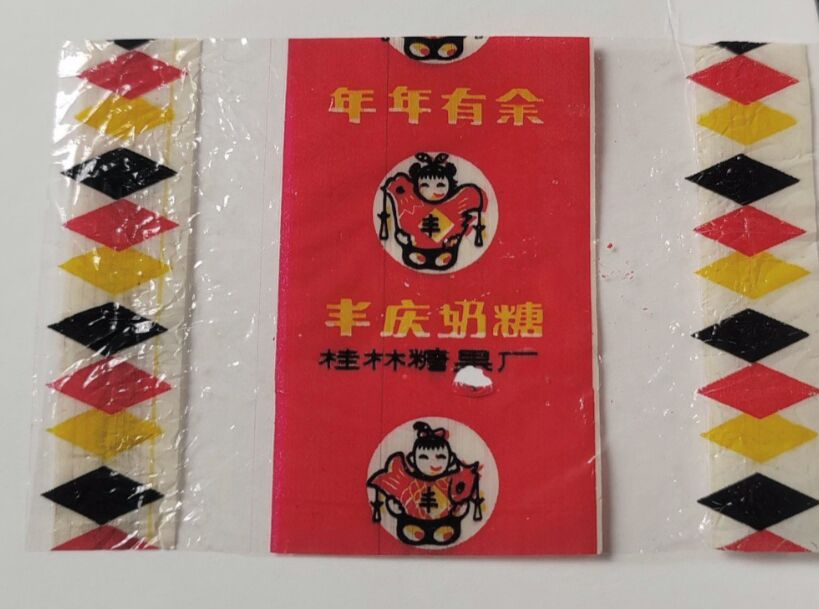 年年有余
丰
丰庆奶糖
桂林糖果厂
丰